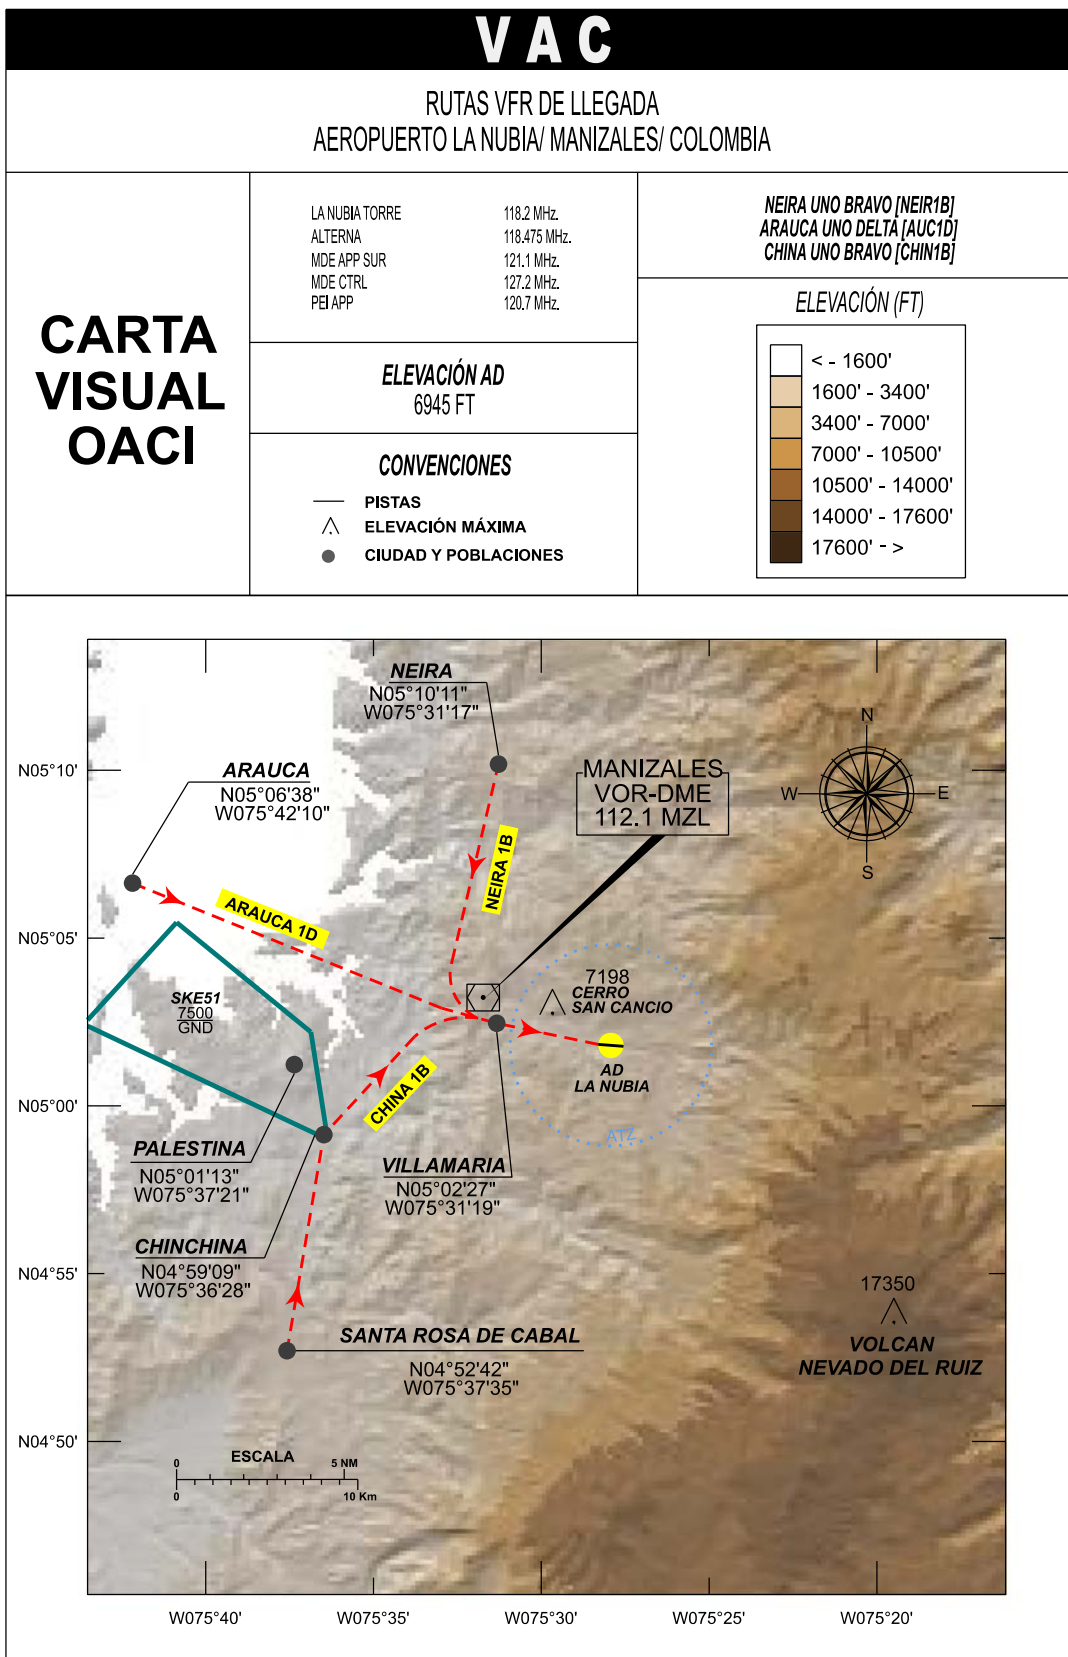 VAC
RUTAS VFR DE LLEGADA
AEROPUERTO LA NUBIA/ MANIZALES/ COLOMBIA
CARTA
VISUAL
OACI
LA NUBIA TORRE 118.2 MHz.
ALTERNA 118.475 MHz.
MDE APP SUR 121.1 MHz.
MDE CTRL 127.2 MHz.
PEI APP 120.7 MHz.
ELEVACIÓN AD
6945 FT
CONVENCIONES
PISTAS
ELEVACIÓN MÁXIMA
CIUDAD Y POBLACIONES
NEIRA UNO BRAVO [NEIR1B]
ARAUCA UNO DELTA [AUC1D]
CHINA UNO BRAVO [CHIN1B]
ELEVACIÓN (FT)
< - 1600'
1600' - 3400'
3400' - 7000'
7000' - 10500'
10500' - 14000'
14000' - 17600'
17600' - >
NEIRA
N05°10'11"
W075°31'17"
ARAUCA
N05°06'38"
W075°42'10"
MANIZALES
VOR-DME
112.1 MZL
N
W
E
S
N05°10'
N05°05'
N05°00'
N04°55'
N04°50'
NEIRA 1B
ARAUCA 1D
CHINA 1B
SKE51
7500
GND
7198
CERRO
SAN CANCIO
AD
LA NUBIA
ATZ
PALESTINA
N05°01'13"
W075°37'21"
VILLAMARIA
N05°02'27"
W075°31'19"
CHINCHINA
N04°59'09"
W075°36'28"
SANTA ROSA DE CABAL
N04°52'42"
W075°37'35"
17350
VOLCAN
NEVADO DEL RUIZ
ESCALA
0 5 NM
0 10 Km
W075°40' W075°35' W075°30' W075°25' W075°20'